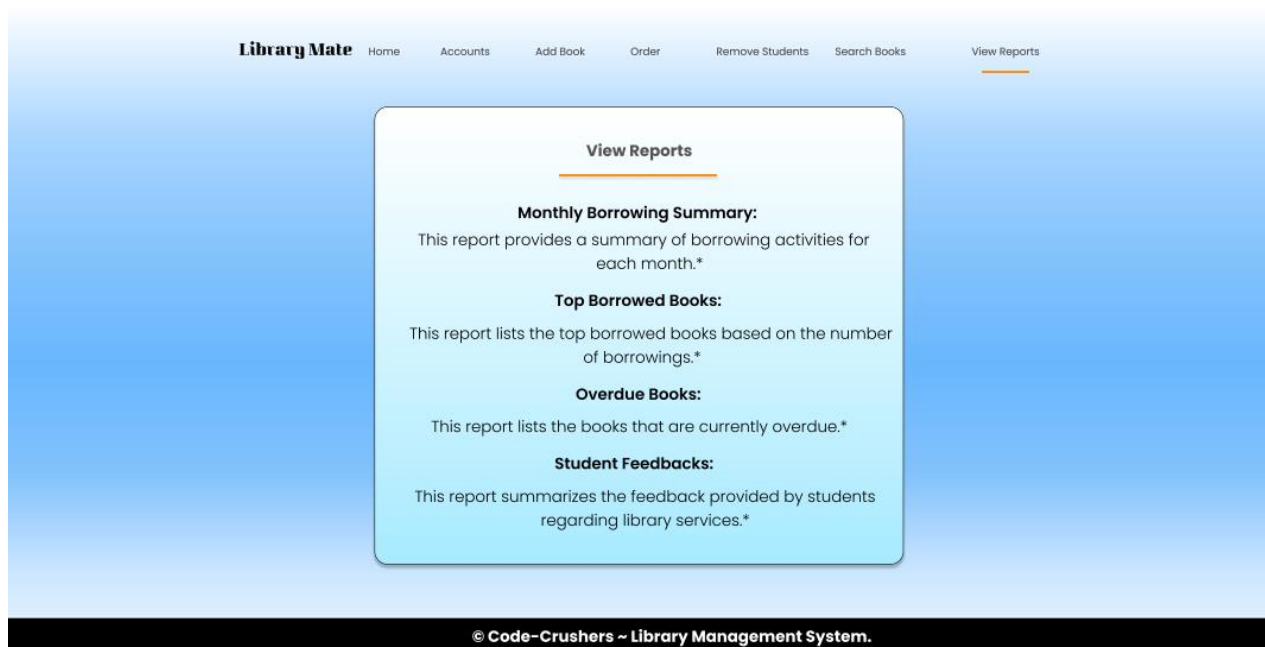 Library Mate Home Accounts Add Book Order Remove Students Search Books View Reports
View Reports
Monthly Borrowing Summary:
This report provides a summary of borrowing activities for
each month.*
Top Borrowed Books:
This report lists the top borrowed books based on the number
of borrowings.*
Overdue Books:
This report lists the books that are currently overdue.*
Student Feedbacks:
This report summarizes the feedback provided by students
regarding library services.*
© Code-Crushers ~ Library Management System.